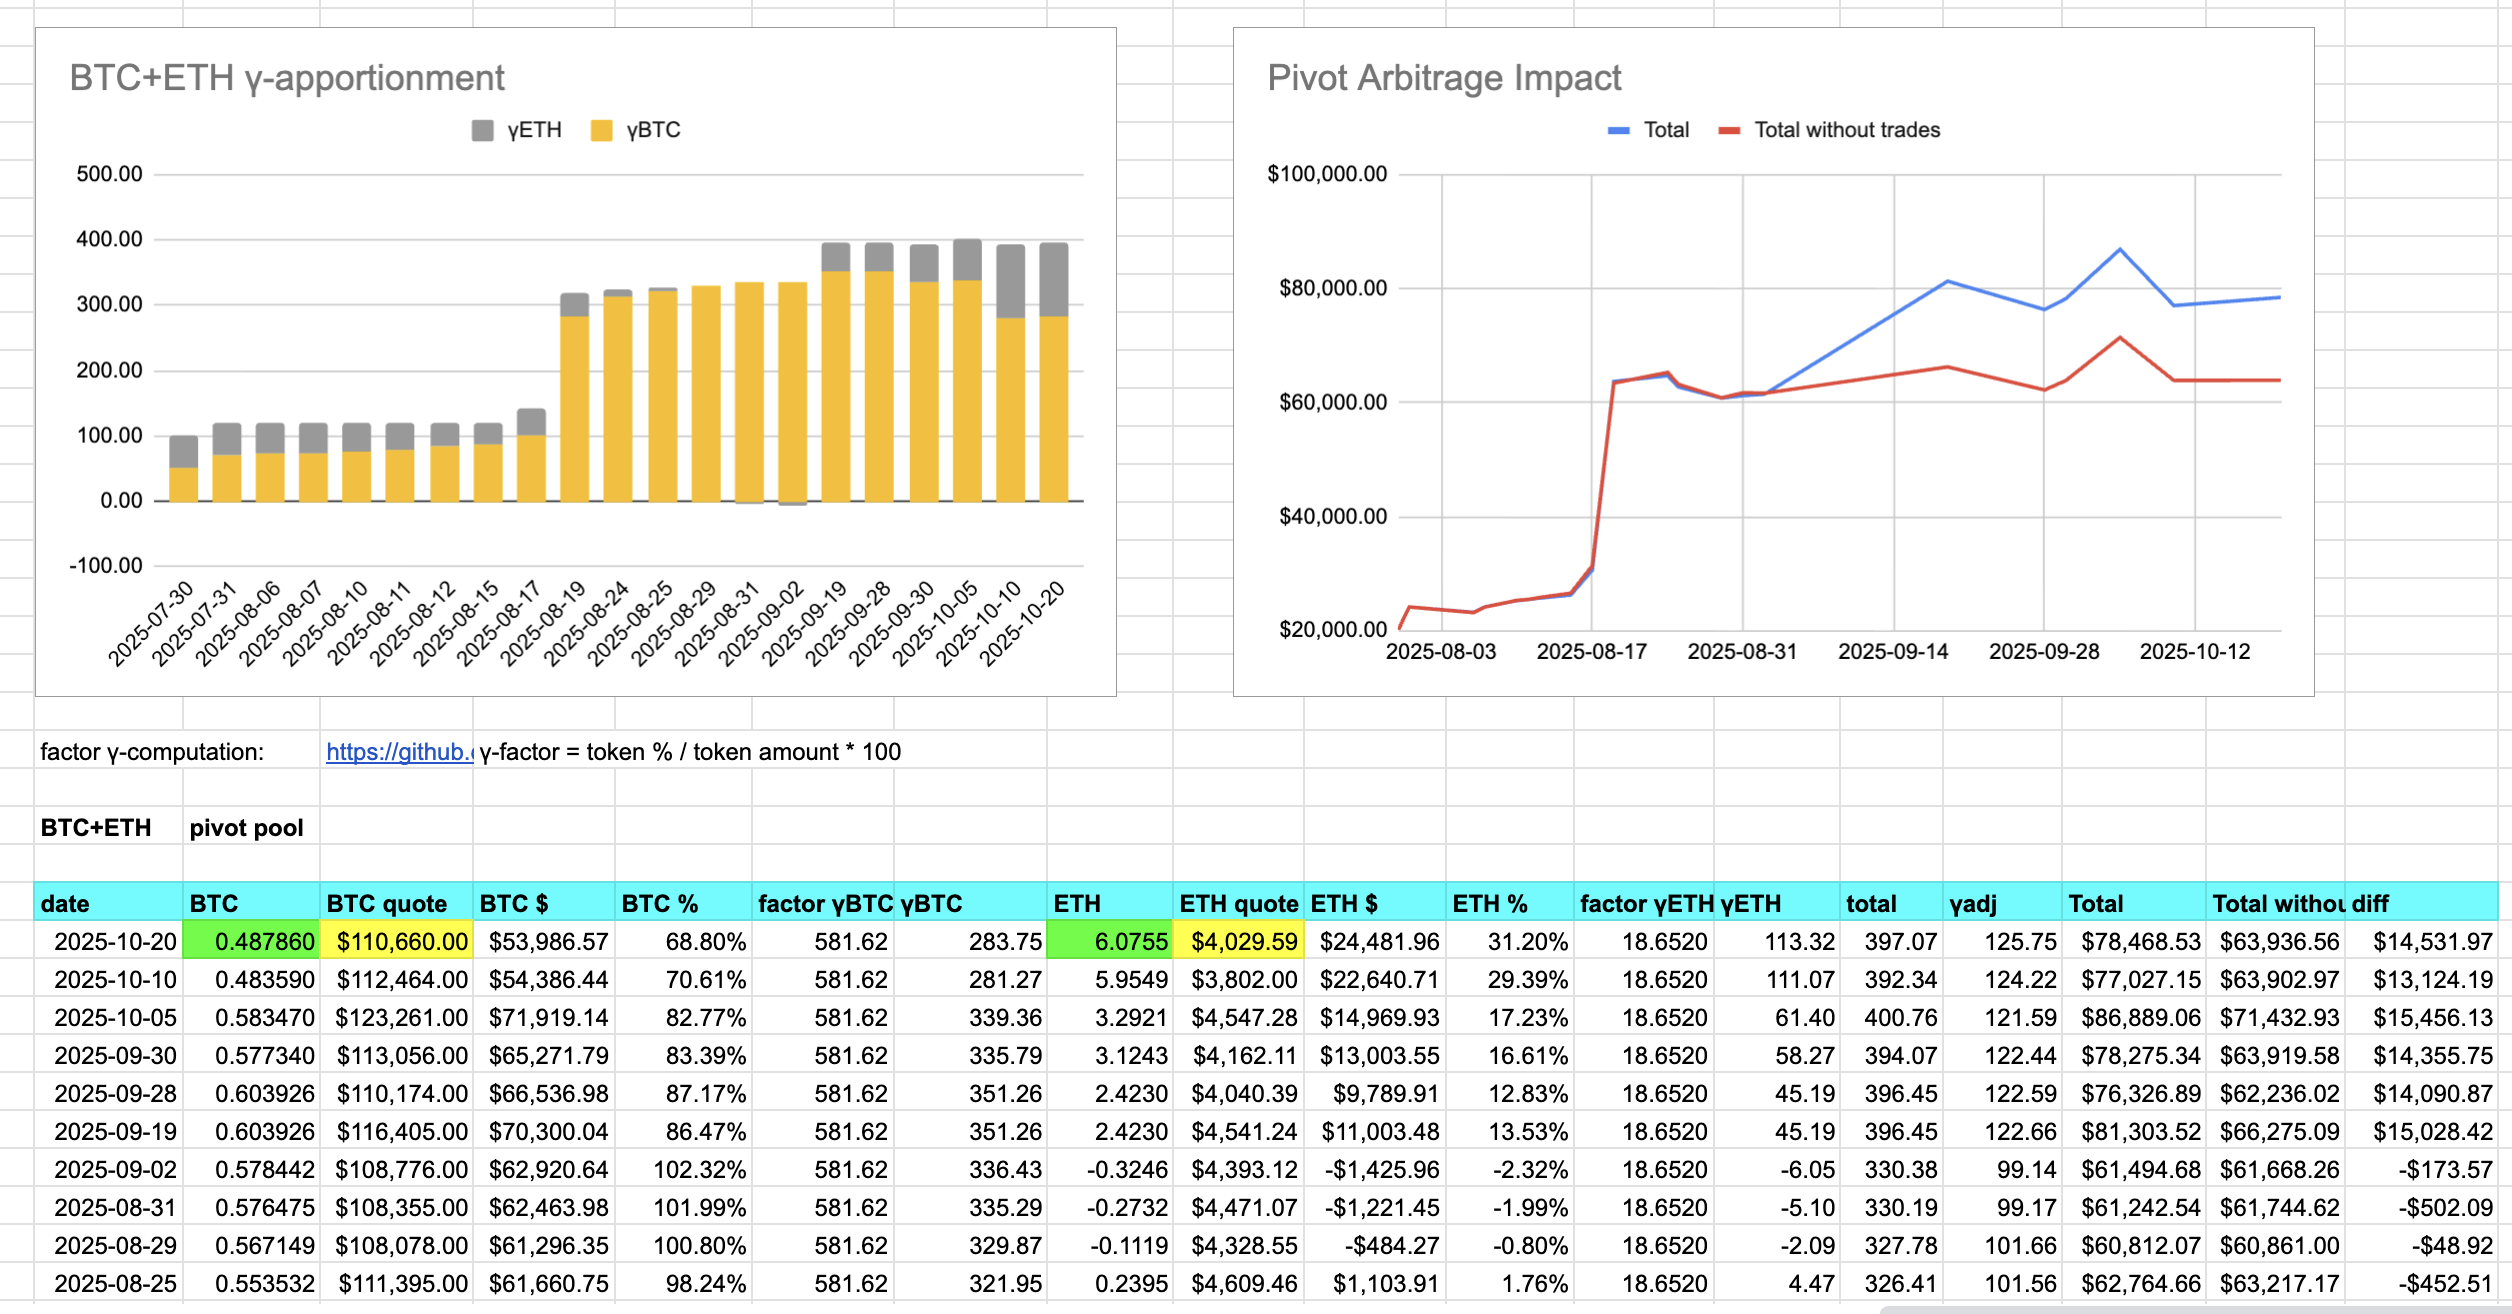 BTC+ETH γ-apportionment
γETH γBTC
500.00
400.00
300.00
200.00
100.00
0.00
-100.00
2025-07-30
2025-07-31
2025-08-06
2025-08-07
2025-08-10
2025-08-11
2025-08-12
2025-08-15
2025-08-17
2025-08-19
2025-08-24
2025-08-25
2025-08-29
2025-08-31
2025-09-02
2025-09-19
2025-09-28
2025-09-30
2025-10-05
2025-10-10
2025-10-20
Pivot Arbitrage Impact
Total Total without trades
$100,000.00
$80,000.00
$60,000.00
$40,000.00
$20,000.00
2025-08-03 2025-08-17 2025-08-31 2025-09-14 2025-09-28 2025-10-12
factor γ-computation: https://github. γ-factor = token % / token amount * 100
BTC+ETH pivot pool
date BTC BTC quote BTC $ BTC % factor γBTC γBTC ETH ETH quote ETH $ ETH % factor γETH γETH total γadj Total Total withou diff
2025-10-20 0.487860 $110,660.00 $53,986.57 68.80% 581.62 283.75 6.0755 $4,029.59 $24,481.96 31.20% 18.6520 113.32 397.07 125.75 $78,468.53 $63,936.56 $14,531.97
2025-10-10 0.483590 $112,464.00 $54,386.44 70.61% 581.62 281.27 5.9549 $3,802.00 $22,640.71 29.39% 18.6520 111.07 392.34 124.22 $77,027.15 $63,902.97 $13,124.19
2025-10-05 0.583470 $123,261.00 $71,919.14 82.77% 581.62 339.36 3.2921 $4,547.28 $14,969.93 17.23% 18.6520 61.40 400.76 121.59 $86,889.06 $71,432.93 $15,456.13
2025-09-30 0.577340 $113,056.00 $65,271.79 83.39% 581.62 335.79 3.1243 $4,162.11 $13,003.55 16.61% 18.6520 58.27 394.07 122.44 $78,275.34 $63,919.58 $14,355.75
2025-09-28 0.603926 $110,174.00 $66,536.98 87.17% 581.62 351.26 2.4230 $4,040.39 $9,789.91 12.83% 18.6520 45.19 396.45 122.59 $76,326.89 $62,236.02 $14,090.87
2025-09-19 0.603926 $116,405.00 $70,300.04 86.47% 581.62 351.26 2.4230 $4,541.24 $11,003.48 13.53% 18.6520 45.19 396.45 122.66 $81,303.52 $66,275.09 $15,028.42
2025-09-02 0.578442 $108,776.00 $62,920.64 102.32% 581.62 336.43 -0.3246 $4,393.12 -$1,425.96 -2.32% 18.6520 -6.05 330.38 99.14 $61,494.68 $61,668.26 -$173.57
2025-08-31 0.576475 $108,355.00 $62,463.98 101.99% 581.62 335.29 -0.2732 $4,471.07 -$1,221.45 -1.99% 18.6520 -5.10 330.19 99.17 $61,242.54 $61,744.62 -$502.09
2025-08-29 0.567149 $108,078.00 $61,296.35 100.80% 581.62 329.87 -0.1119 $4,328.55 -$484.27 -0.80% 18.6520 -2.09 327.78 101.66 $60,812.07 $60,861.00 -$48.92
2025-08-25 0.553532 $111,395.00 $61,660.75 98.24% 581.62 321.95 0.2395 $4,609.46 $1,103.91 1.76% 18.6520 4.47 326.41 101.56 $62,764.66 $63,217.17 -$452.51